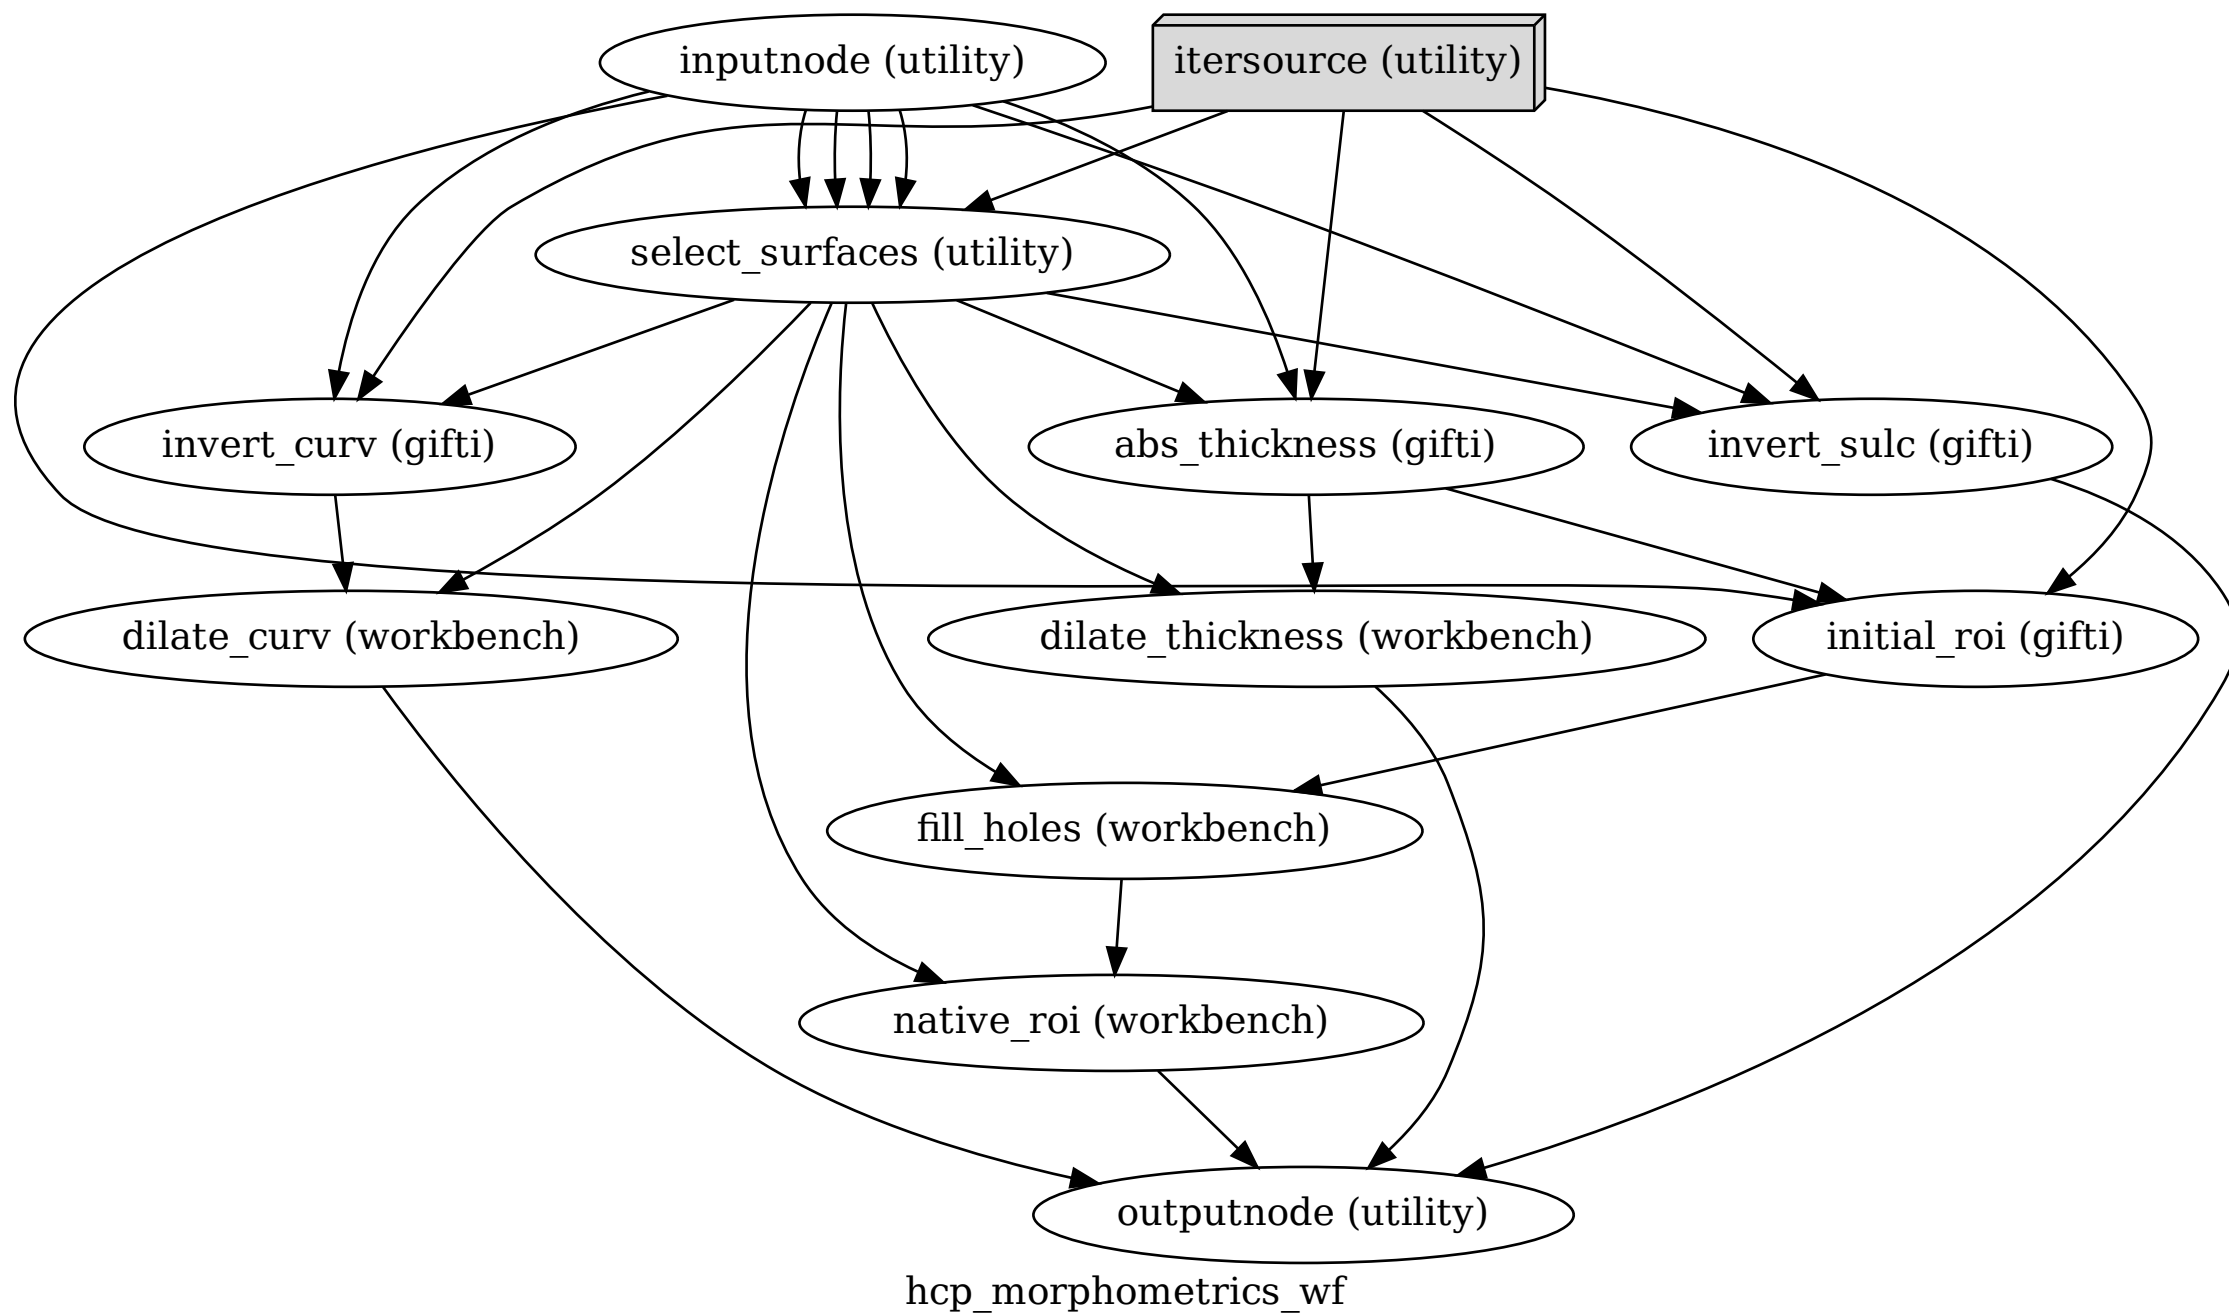 inputnode (utility)
itersource (utility)
select_surfaces (utility)
invert_curv (gifti)
abs_thickness (gifti)
invert_sulc (gifti)
dilate_curv (workbench)
dilate_thickness (workbench)
initial_roi (gifti)
fill_holes (workbench)
native_roi (workbench)
outputnode (utility)
hcp_morphometrics_wf